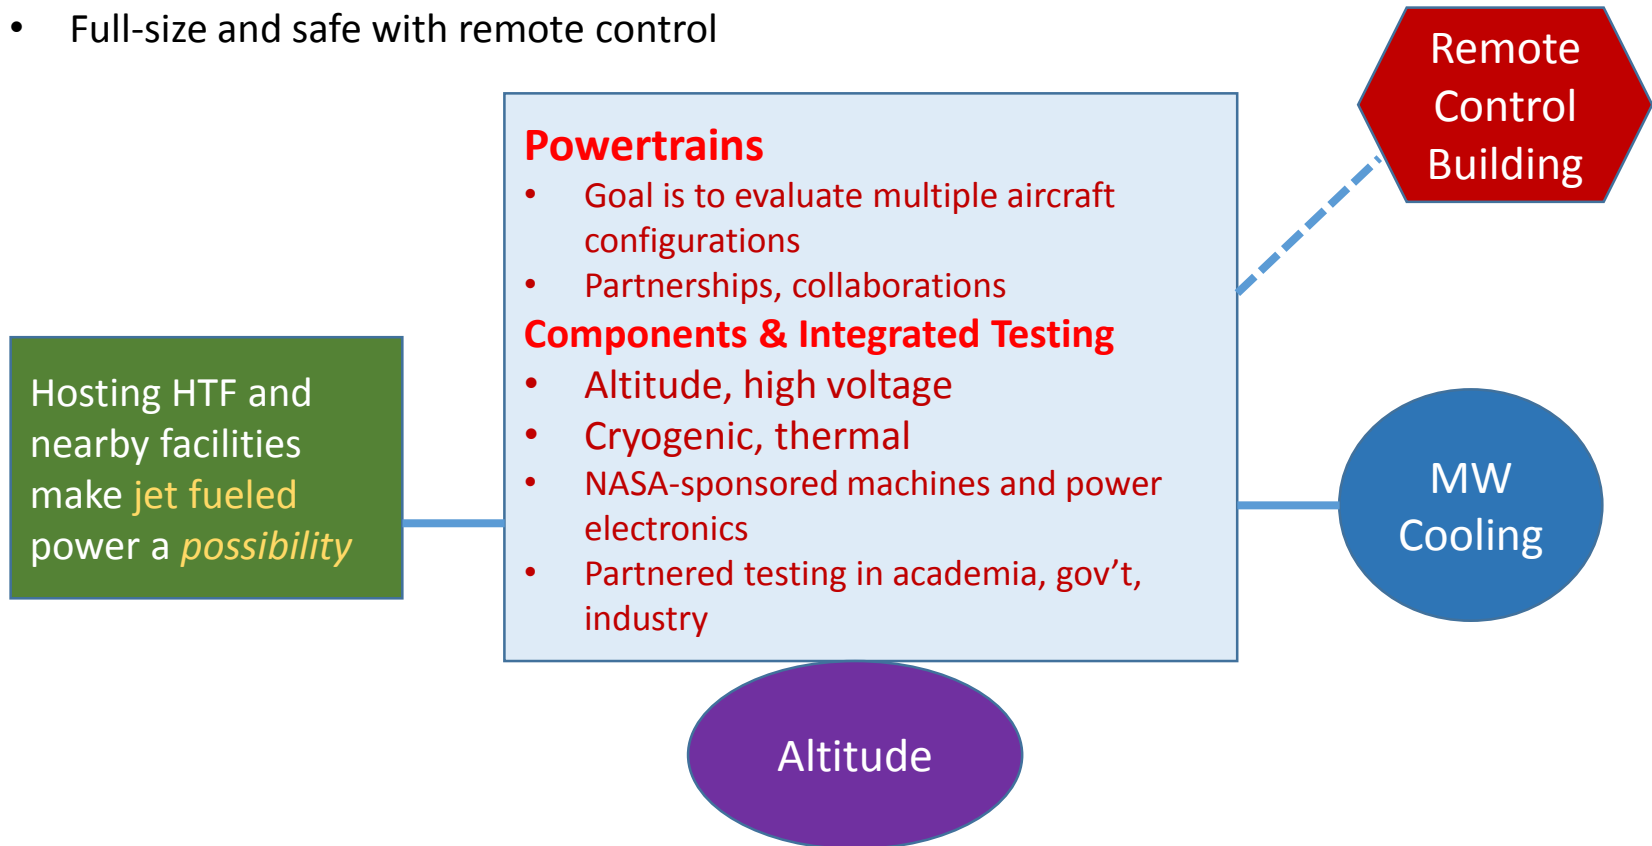 • Full-size and safe with remote control
Remote
Control
Building
Powertrains
• Goal is to evaluate multiple aircraft
configurations
• Partnerships, collaborations
Components & Integrated Testing
• Altitude, high voltage
• Cryogenic, thermal
• NASA-sponsored machines and power
electronics
• Partnered testing in academia, gov’t,
industry
Hosting HTF and
nearby facilities
make jet fueled
power a possibility
MW
Cooling
Altitude